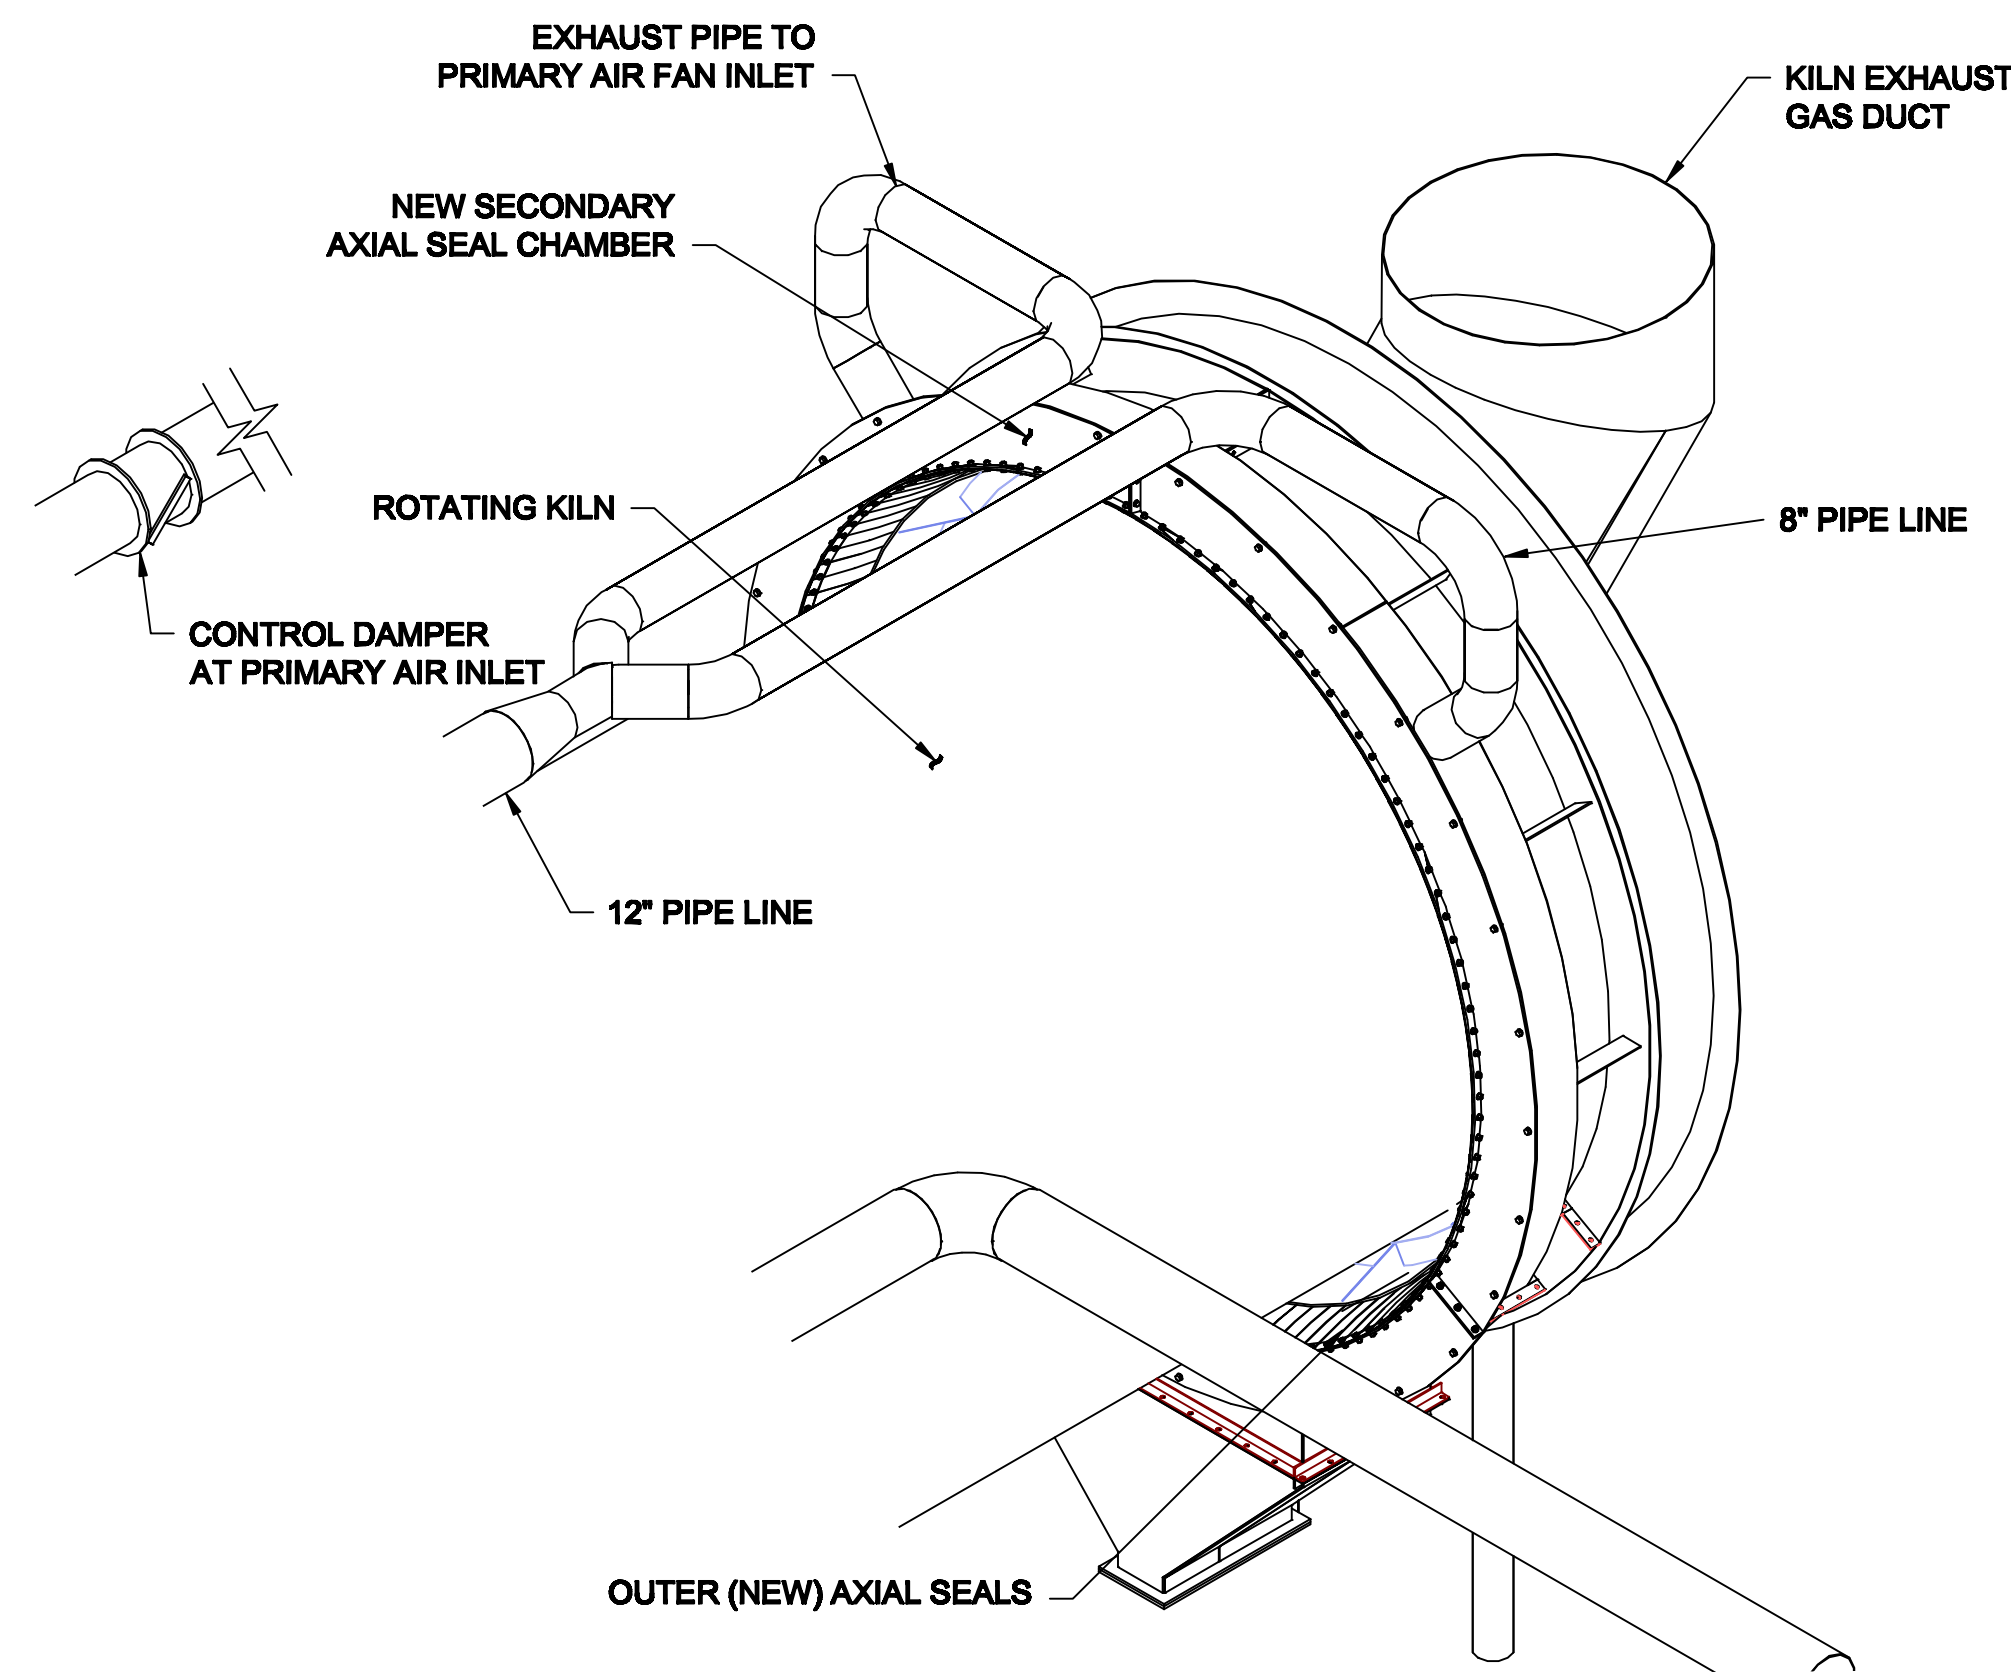 EXHAUST PIPE TO
PRIMARY AIR FAN INLET
KILN EXHAUST
GAS DUCT
NEW SECONDARY
AXIAL SEAL CHAMBER
ROTATING KILN
8" PIPE LINE
CONTROL DAMPER
AT PRIMARY AIR INLET
12" PIPE LINE
OUTER (NEW) AXIAL SEALS